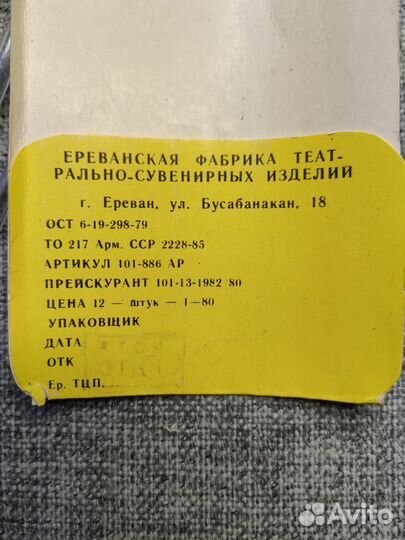 ЕРЕВАНСКАЯ ФАБРИКА ТЕАТ-
РАЛЬНО-СУВЕНИРНЫХ ИЗДЕЛИЙ
г. Ереван, ул. Бусабанакан, 18
ОСТ 6-19-298-79
ТО 217 Арм. ССР 2228-85
АРТИКУЛ 101-886 АР
ПРЕЙСКУРАНТ 101-13-1982 80
ЦЕНА 12 — штук — 1—80
УПАКОВЩИК
ДАТА
ОТК
Ер. ТЦП.
Avito